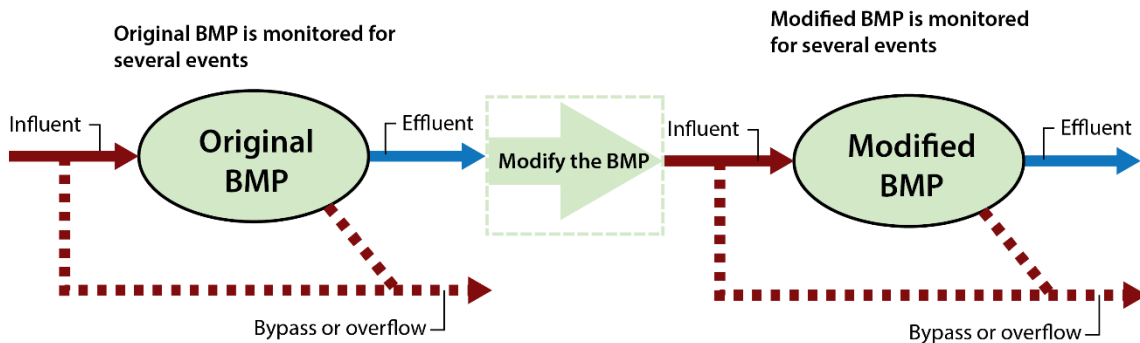 Original BMP is monitored for
several events
Influent
Original
BMP
Effluent
Bypass or overflow
Modify the BMP
Modified BMP is monitored
for several events
Influent
Modified
BMP
Effluent
Bypass or overflow